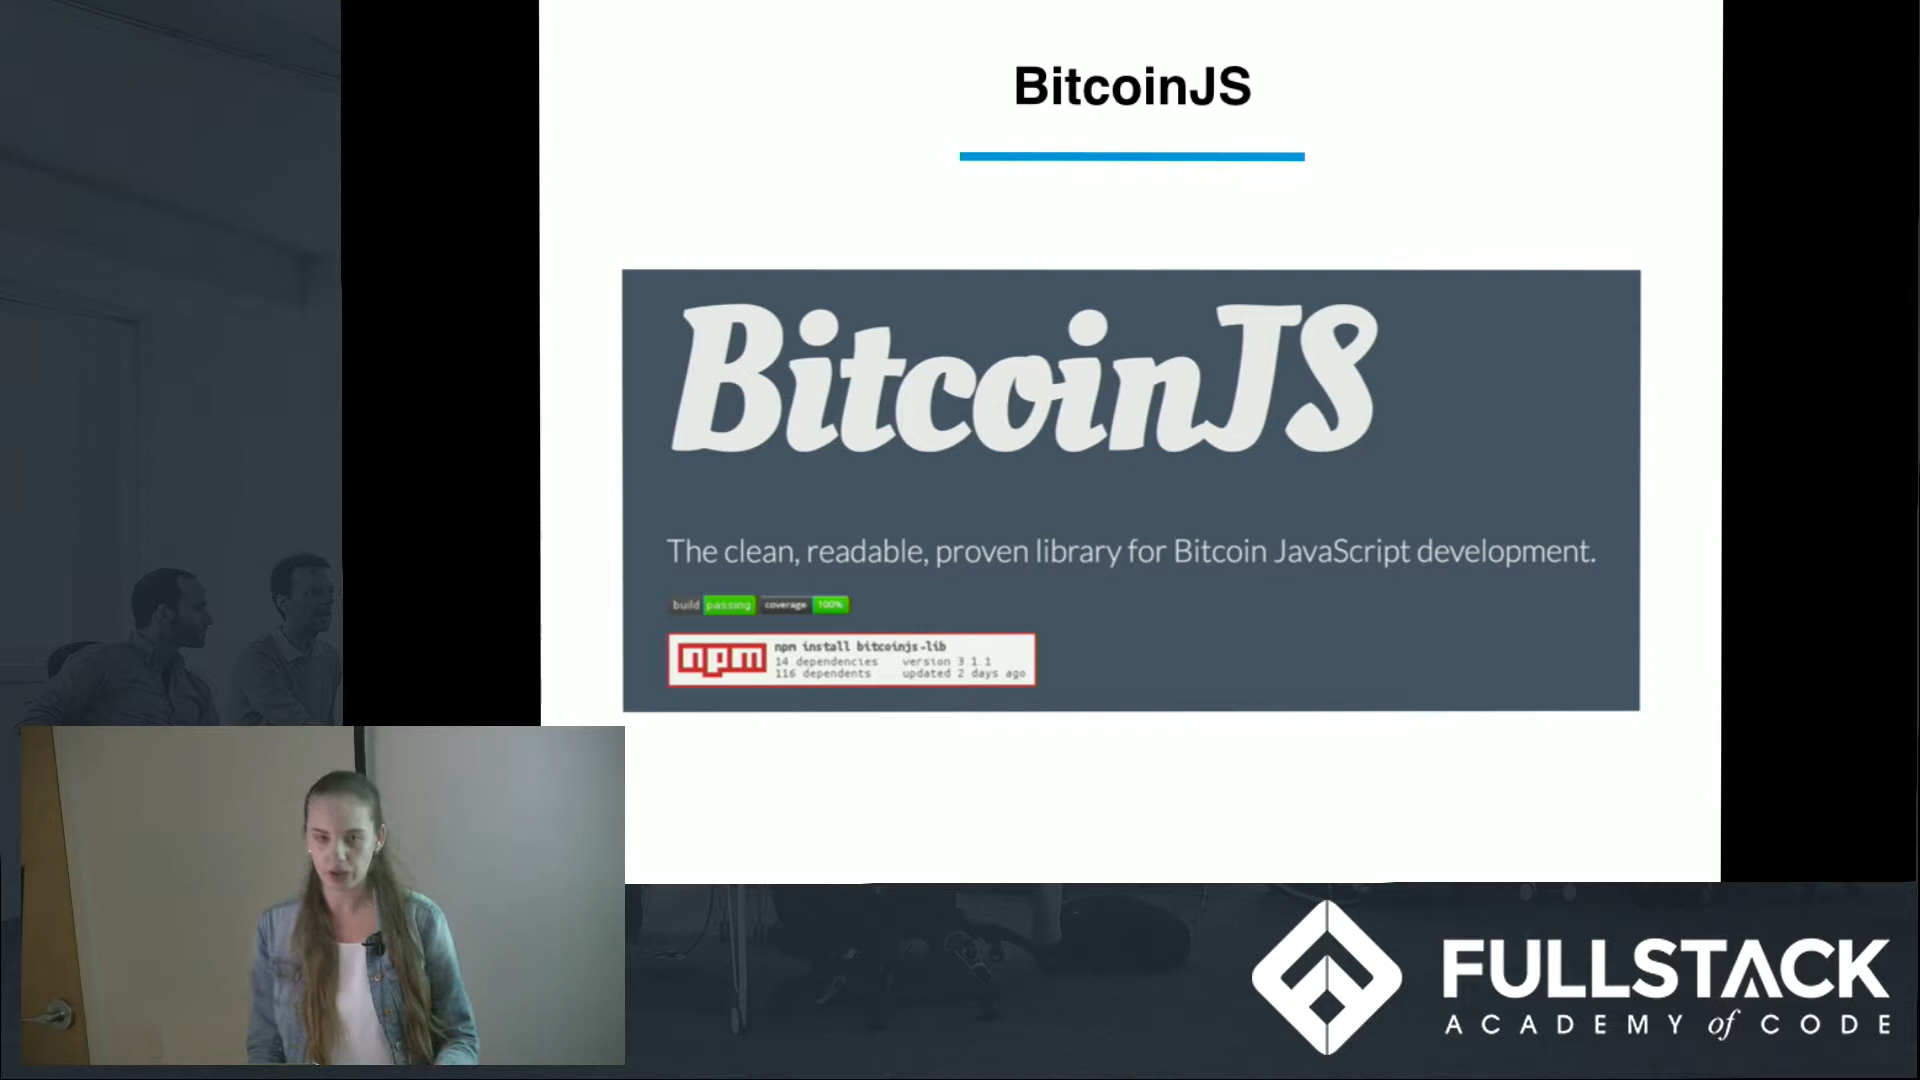 BitcoinJS
BitcoinJS
The clean, readable, proven library for Bitcoin JavaScript development.
build passing coverage 100%
npm
npm install bitcoinjs-lib
14 dependencies version 3.1.1
116 dependents updated 2 days ago
FULLSTACK
ACADEMY of CODE